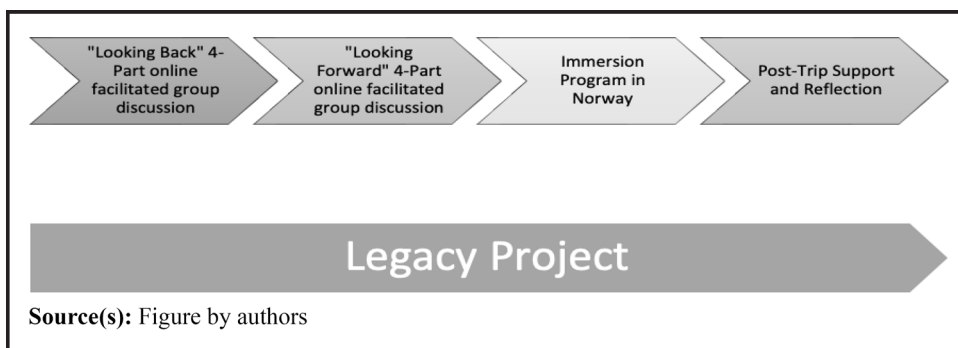 "Looking Back" 4-
Part online
facilitated group
discussion
"Looking
Forward" 4-Part
online facilitated
group discussion
Immersion
Program in
Norway
Post-Trip Support
and Reflection
Legacy Project
Source(s): Figure by authors